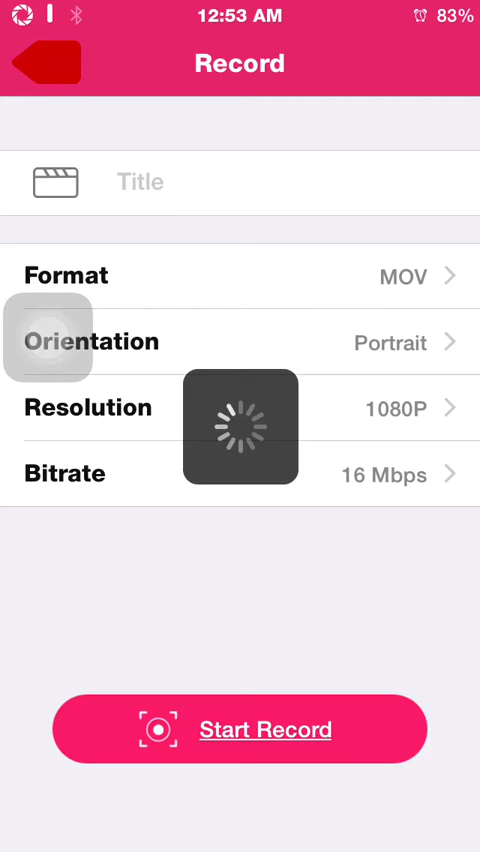 12:53 AM 83%
Record
Title
Format MOV
Orientation Portrait
Resolution 1080P
Bitrate 16 Mbps
Start Record